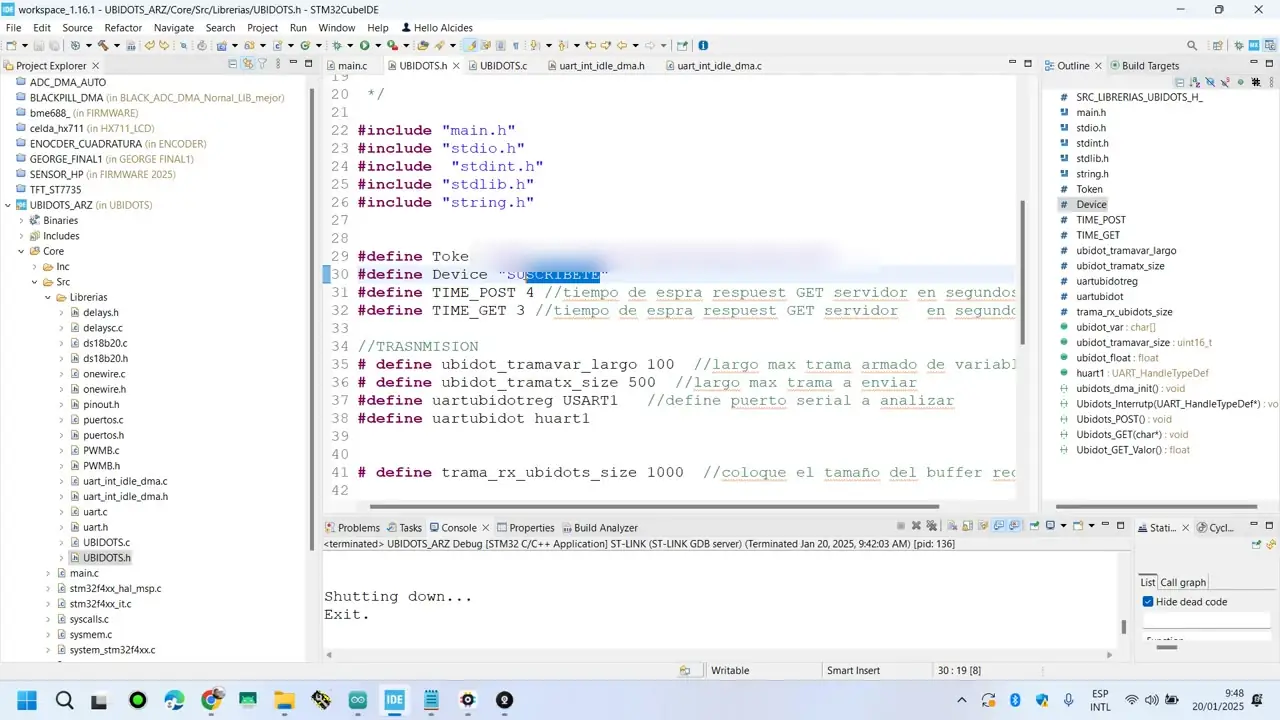 workspace_1.16.1 - UBIDOTS_ARZ/Core/Src/Librerias/UBIDOTS.h - STM32CubeIDE
File Edit Source Refactor Navigate Search Project Run Window Help Hello Alcides
Project Explorer
ADC_DMA_AUTO
BLACKPILL_DMA (in BLACK_ADC_DMA_Nornal_LIB_mejor)
bme688_ (in FIRMWARE)
celda_hx711 (in HX711_LCD)
ENOCDER_CUADRATURA (in ENCODER)
GEORGE_FINAL1 (in GEORGE FINAL1)
SENSOR_HP (in FIRMWARE 2025)
TFT_ST7735
UBIDOTS_ARZ (in UBIDOTS)
Binaries
Includes
Core
Inc
Src
Librerias
delays.h
delaysc.c
ds18b20.c
ds18b20.h
onewire.c
onewire.h
pinout.h
puertos.c
puertos.h
PWMB.c
PWMB.h
uart_int_idle_dma.c
uart_int_idle_dma.h
uart.c
uart.h
UBIDOTS.c
UBIDOTS.h
main.c
stm32f4xx_hal_msp.c
stm32f4xx_it.c
syscalls.c
sysmem.c
system_stm32f4xx.c
main.c UBIDOTS.h UBIDOTS.c uart_int_idle_dma.h uart_int_idle_dma.c
19
20 */
21
22 #include "main.h"
23 #include "stdio.h"
24 #include  "stdint.h"
25 #include "stdlib.h"
26 #include "string.h"
27
28
29 #define Toke
30 #define Device "SUSCRIBETE"
31 #define TIME_POST 4 //tiempo de espra respuest GET servidor en segundos
32 #define TIME_GET 3 //tiempo de espra respuest GET servidor   en segundo
33
34 //TRASNMISION
35 # define ubidot_tramavar_largo 100  //largo max trama armado de variabl
36 # define ubidot_tramatx_size 500  //largo max trama a enviar
37 #define uartubidotreg USART1   //define puerto serial a analizar
38 #define uartubidot huart1
39
40
41 # define trama_rx_ubidots_size 1000  //coloque el tamaño del buffer rec
42
Outline Build Targets
SRC_LIBRERIAS_UBIDOTS_H_
main.h
stdio.h
stdint.h
stdlib.h
string.h
Token
Device
TIME_POST
TIME_GET
ubidot_tramavar_largo
ubidot_tramatx_size
uartubidotreg
uartubidot
trama_rx_ubidots_size
ubidot_var : char[]
ubidot_tramavar_size : uint16_t
ubidot_float : float
huart1 : UART_HandleTypeDef
ubidots_dma_init() : void
Ubidots_Interrutp(UART_HandleTypeDef*) : vo
Ubidots_POST() : void
Ubidots_GET(char*) : void
Ubidot_GET_Valor() : float
Problems Tasks Console Properties Build Analyzer
<terminated> UBIDOTS_ARZ Debug [STM32 C/C++ Application] ST-LINK (ST-LINK GDB server) (Terminated Jan 20, 2025, 9:42:03 AM) [pid: 136]
Shutting down...
Exit.
Stati... Cycl...
List Call graph
Hide dead code
Function
Writable Smart Insert 30 : 19 [8]
IDE
ESP
INTL
9:48
20/01/2025